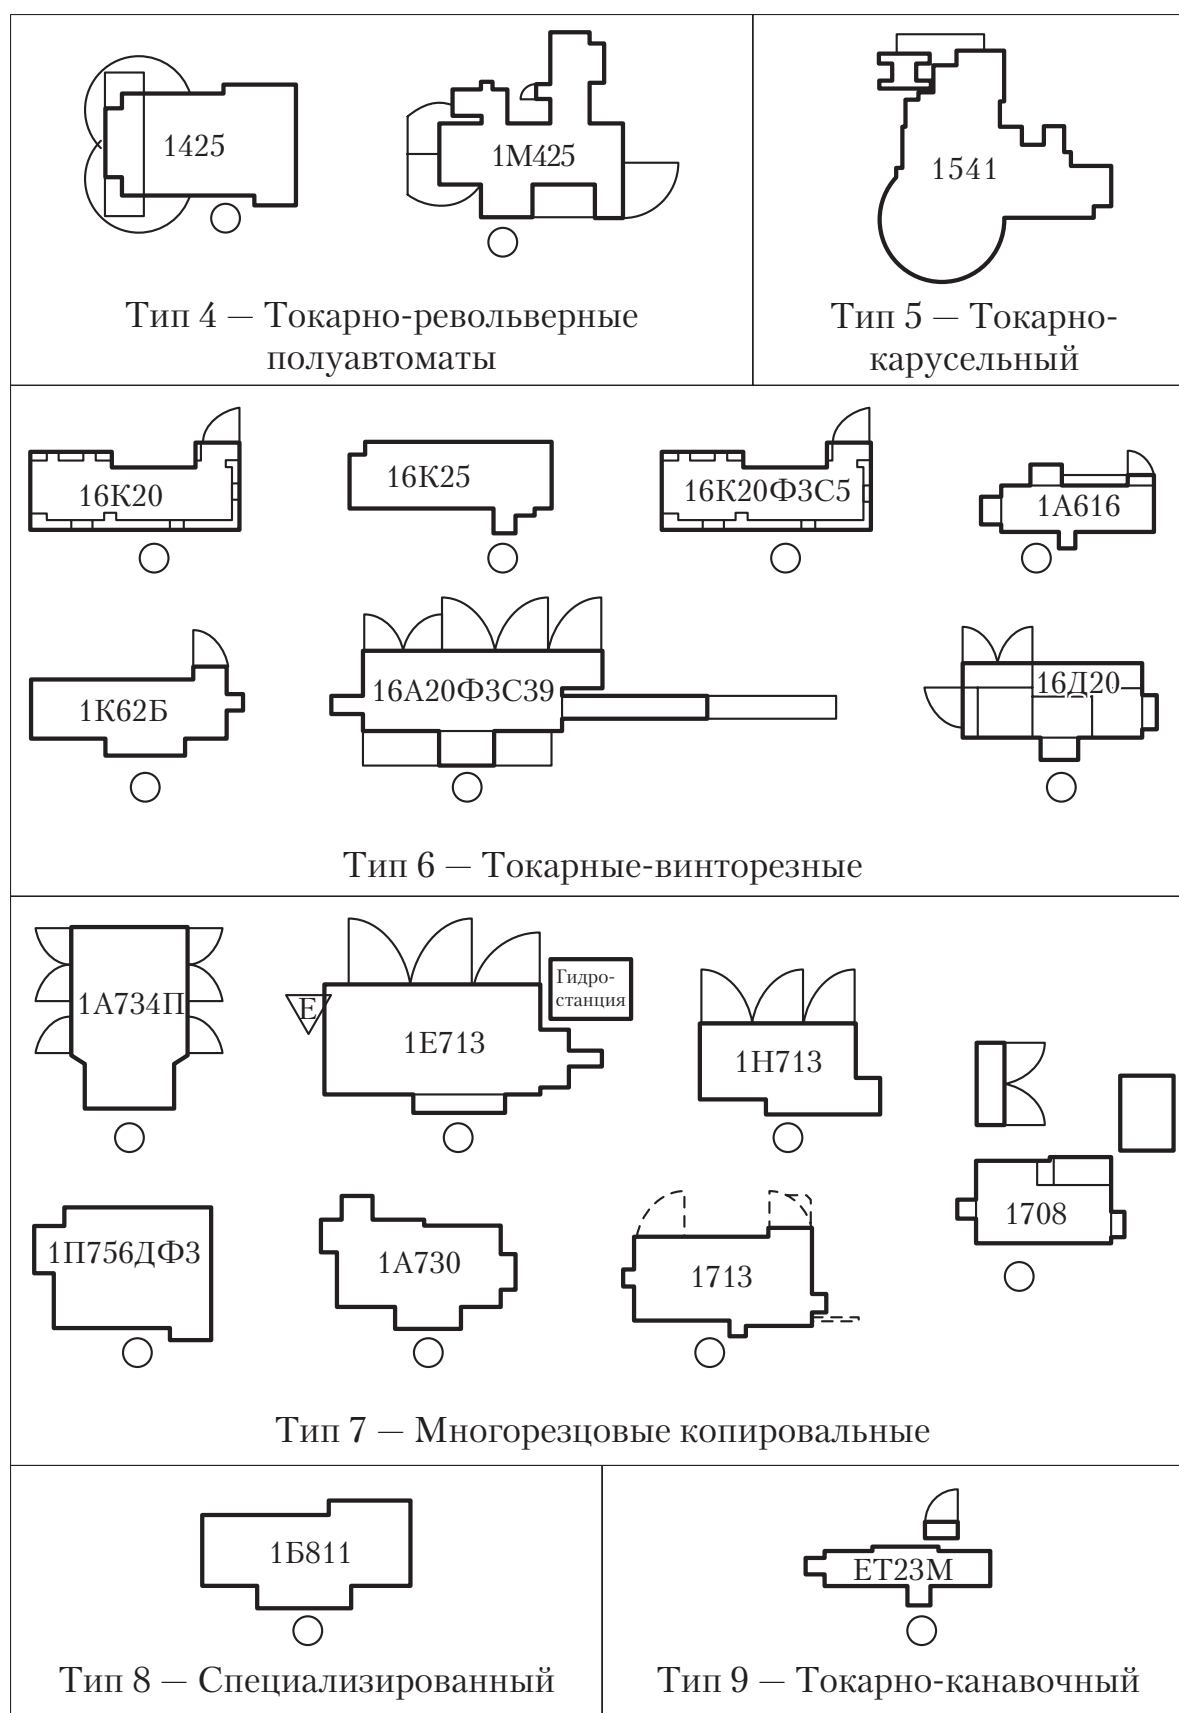 1425
1М425
1541
Тип 4 — Токарно-револьверные
полуавтоматы
Тип 5 — Токарно-
карусельный
16К20
16К25
16К20Ф3С5
1А616
1К62Б
16А20Ф3С39
16Д20
Тип 6 — Токарные-винторезные
1А734П
Е
1Е713
Гидро-
станция
1Н713
1708
1П756ДФ3
1А730
1713
Тип 7 — Многорезцовые копировальные
1Б811
ЕТ23М
Тип 8 — Специализированный
Тип 9 — Токарно-канавочный